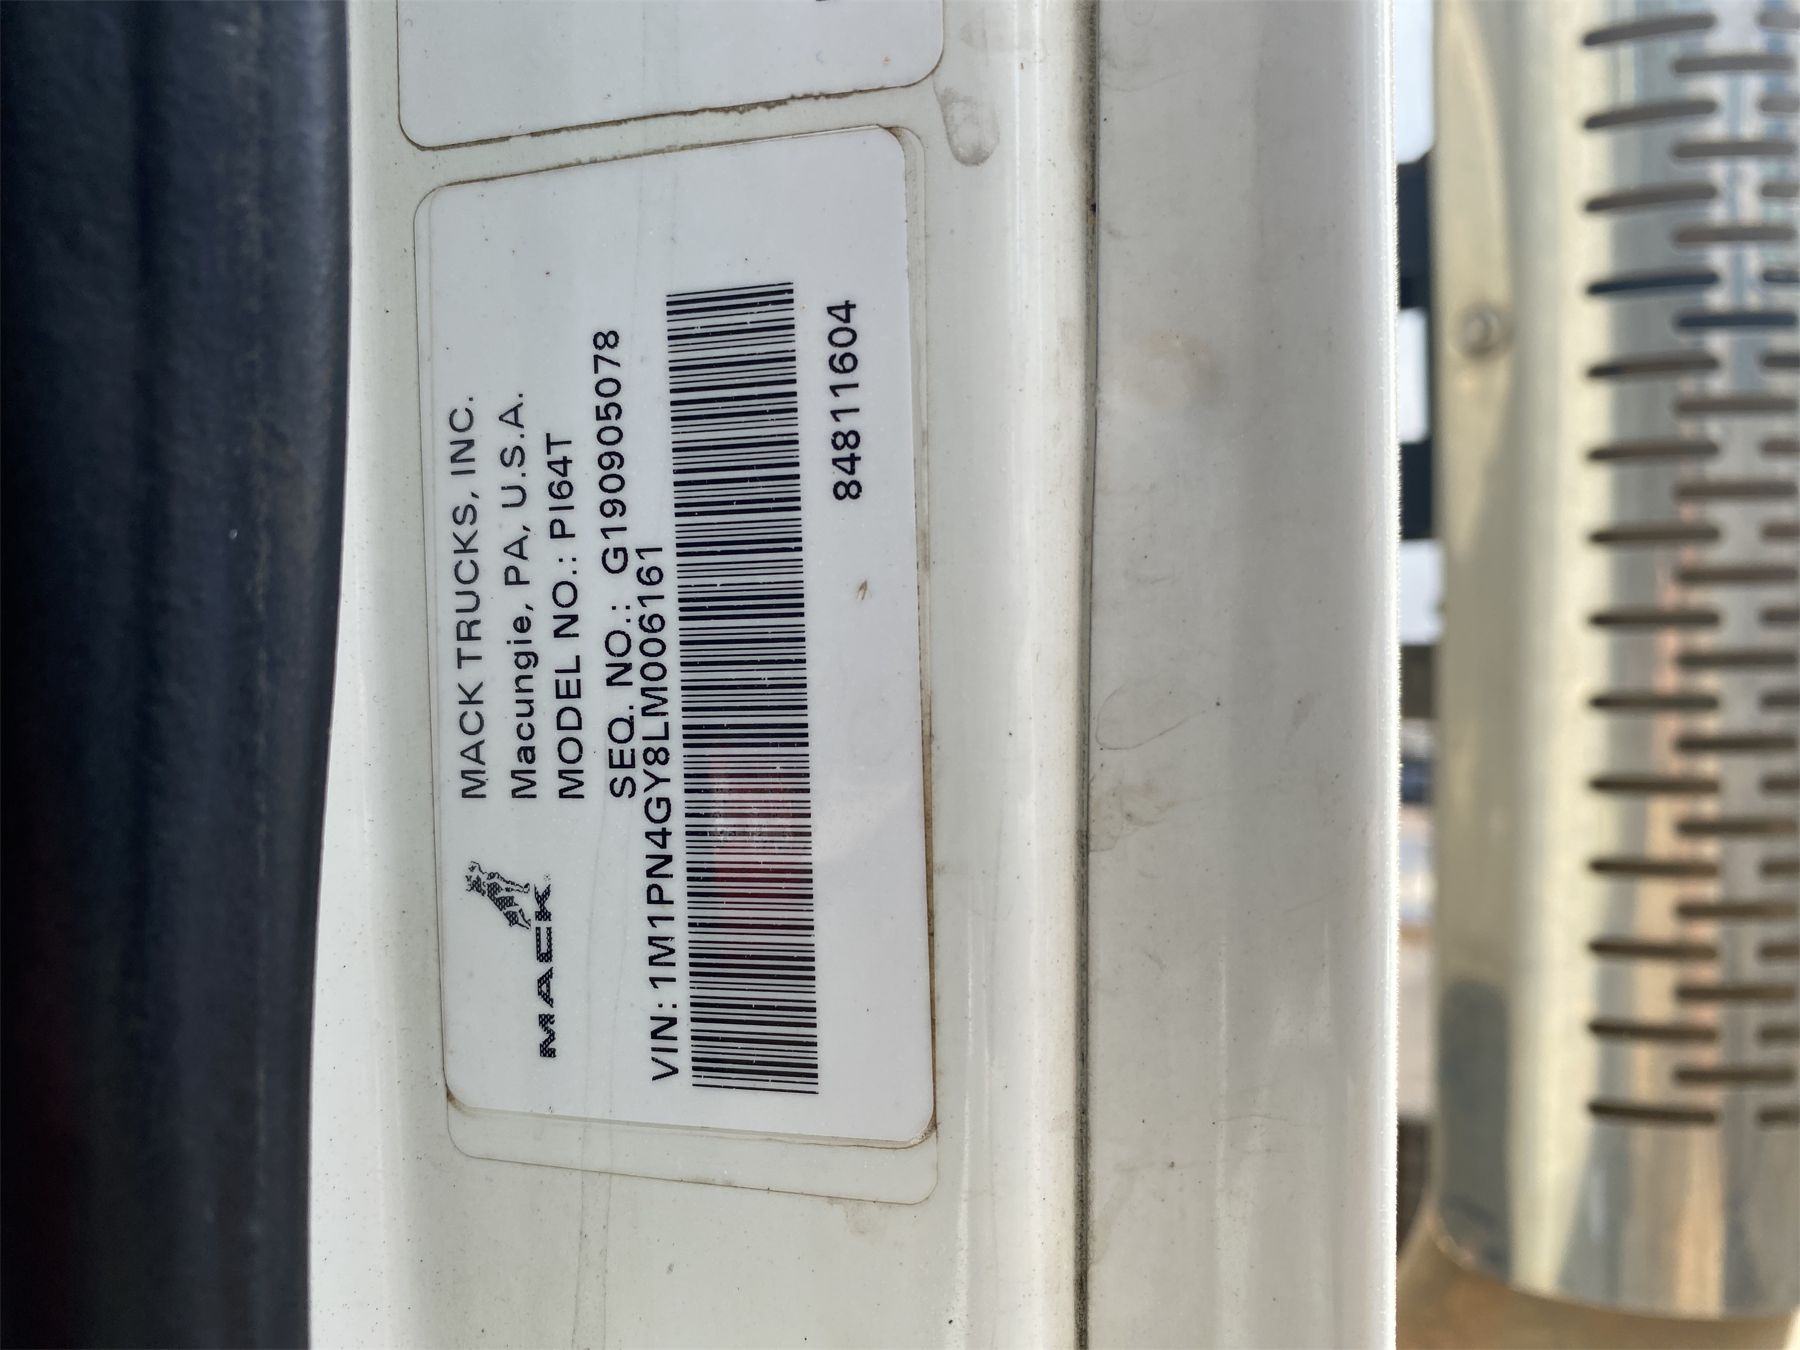 MACK
MACK TRUCKS, INC.
Macungie, PA, U.S.A.
MODEL NO.: PI64T
SEQ. NO.: G190905078
VIN: 1M1PN4GY8LM006161
84811604